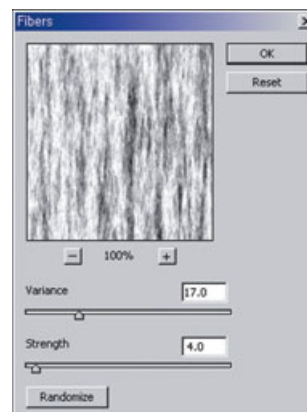 Fibers
OK
Reset
100%
Variance
17.0
Strength
4.0
Randomize